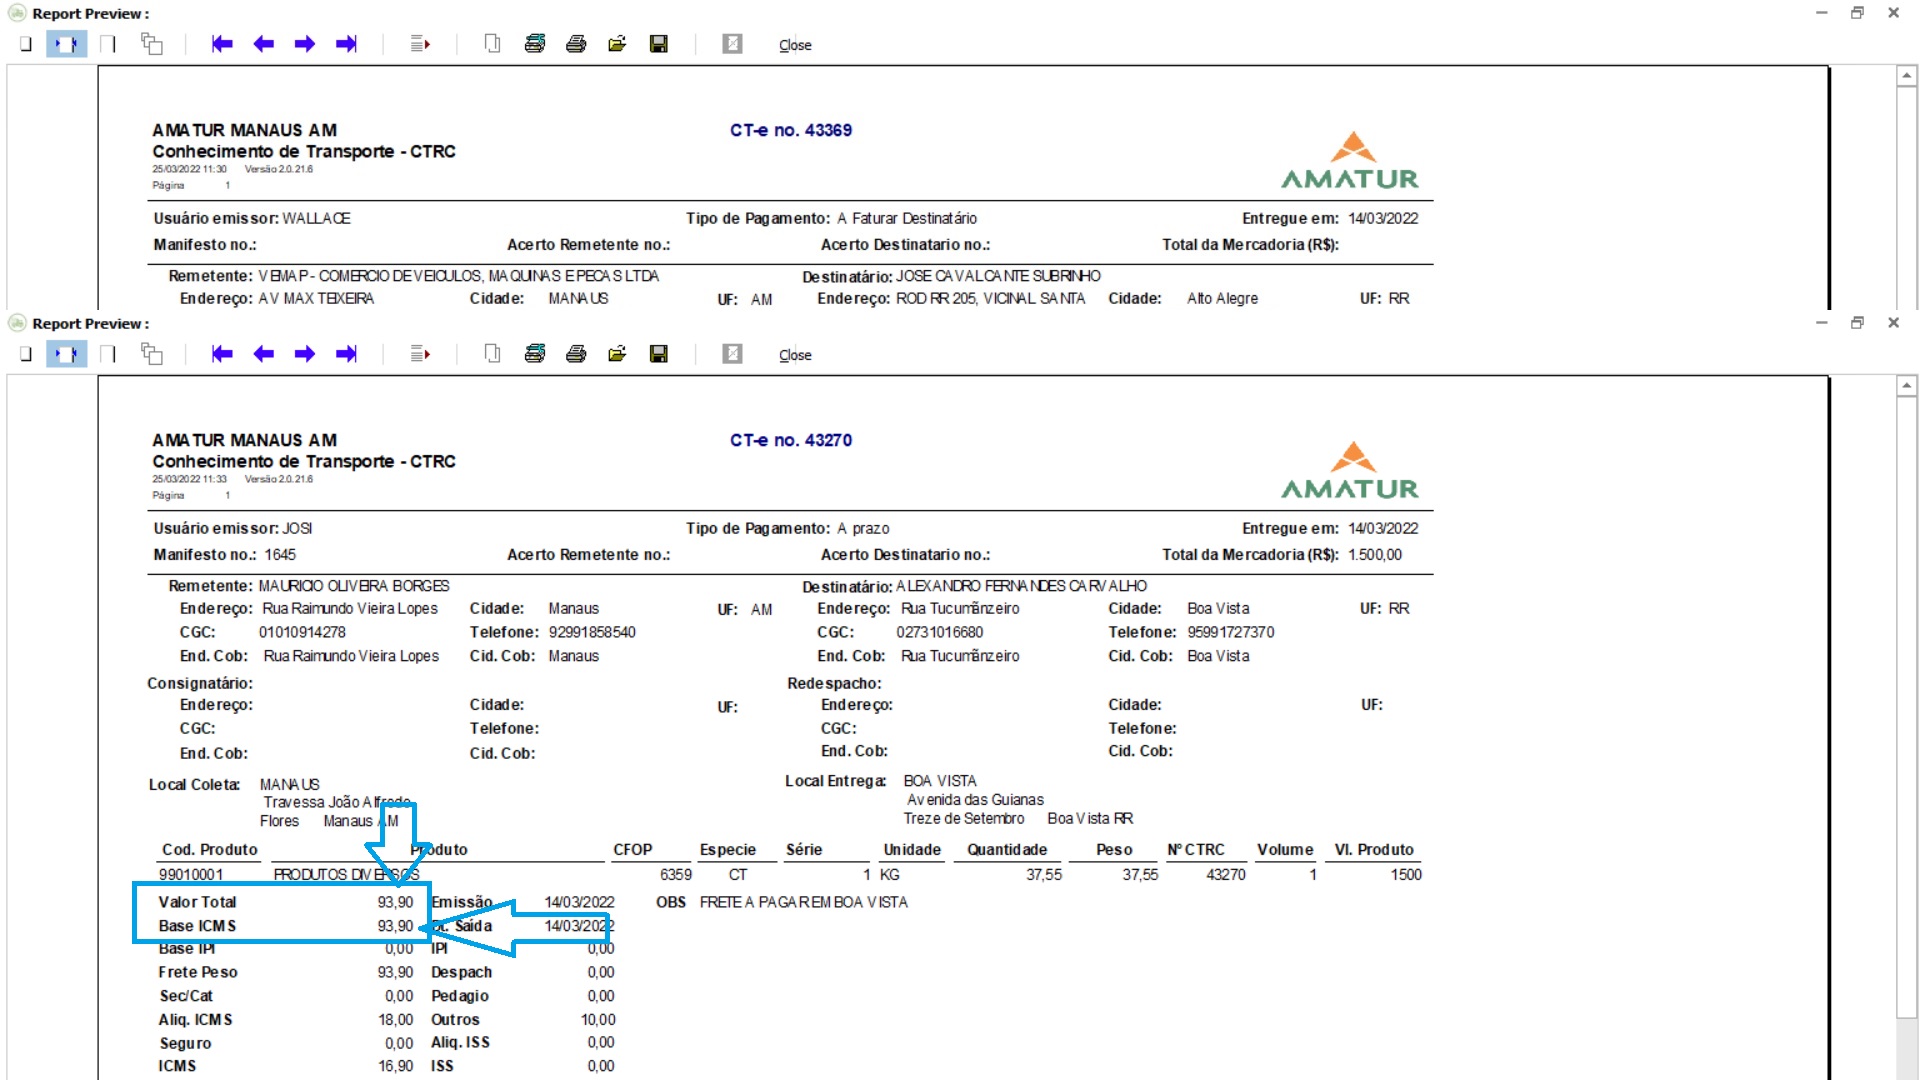 Report Preview :
Close
AMATUR MANAUS AM
CT-e no. 43369
Conhecimento de Transporte - CTRC
25/03/2022 11:30 Versão 2.0.21.6
Página 1
AMATUR
Usuário emissor: WALLACE Tipo de Pagamento: A Faturar Destinatário Entregue em: 14/03/2022
Manifesto no.: Acerto Remetente no.: Acerto Destinatario no.: Total da Mercadoria (R$):
Remetente: VEMAP - COMERCIO DE VEICULOS, MAQUINAS E PECAS LTDA Destinatário: JOSE CAVALCANTE SUBRINHO
Endereço: AV MAX TEIXEIRA Cidade: MANAUS UF: AM Endereço: ROD RR 205, VICINAL SANTA Cidade: Alto Alegre UF: RR
Report Preview :
Close
AMATUR MANAUS AM
CT-e no. 43270
Conhecimento de Transporte - CTRC
25/03/2022 11:33 Versão 2.0.21.6
Página 1
AMATUR
Usuário emissor: JOSI Tipo de Pagamento: A prazo Entregue em: 14/03/2022
Manifesto no.: 1645 Acerto Remetente no.: Acerto Destinatario no.: Total da Mercadoria (R$): 1.500,00
Remetente: MAURICIO OLIVEIRA BORGES Destinatário: ALEXANDRO FERNANDES CARVALHO
Endereço: Rua Raimundo Vieira Lopes Cidade: Manaus UF: AM Endereço: Rua Tucumãnzeiro Cidade: Boa Vista UF: RR
CGC: 01010914278 Telefone: 92991858540 CGC: 02731016680 Telefone: 95991727370
End. Cob: Rua Raimundo Vieira Lopes Cid. Cob: Manaus End. Cob: Rua Tucumãnzeiro Cid. Cob: Boa Vista
Consignatário: Redespacho:
Endereço: Cidade: UF: Endereço: Cidade: UF:
CGC: Telefone: CGC: Telefone:
End. Cob: Cid. Cob: End. Cob: Cid. Cob:
Local Coleta: MANAUS Local Entrega: BOA VISTA
Travessa João Alfredo Avenida das Guianas
Flores Manaus AM Treze de Setembro Boa Vista RR
Cod. Produto Produto CFOP Especie Série Unidade Quantidade Peso Nº CTRC Volume Vl. Produto
99010001 PRODUTOS DIVERSOS 6359 CT 1 KG 37,55 37,55 43270 1 1500
Valor Total 93,90 Emissão 14/03/2022 OBS FRETE A PAGAR EM BOA VISTA
Base ICMS 93,90 Dt. Saída 14/03/2022
Base IPI 0,00 IPI 0,00
Frete Peso 93,90 Despach 0,00
Sec/Cat 0,00 Pedagio 0,00
Aliq. ICMS 18,00 Outros 10,00
Seguro 0,00 Aliq. ISS 0,00
ICMS 16,90 ISS 0,00